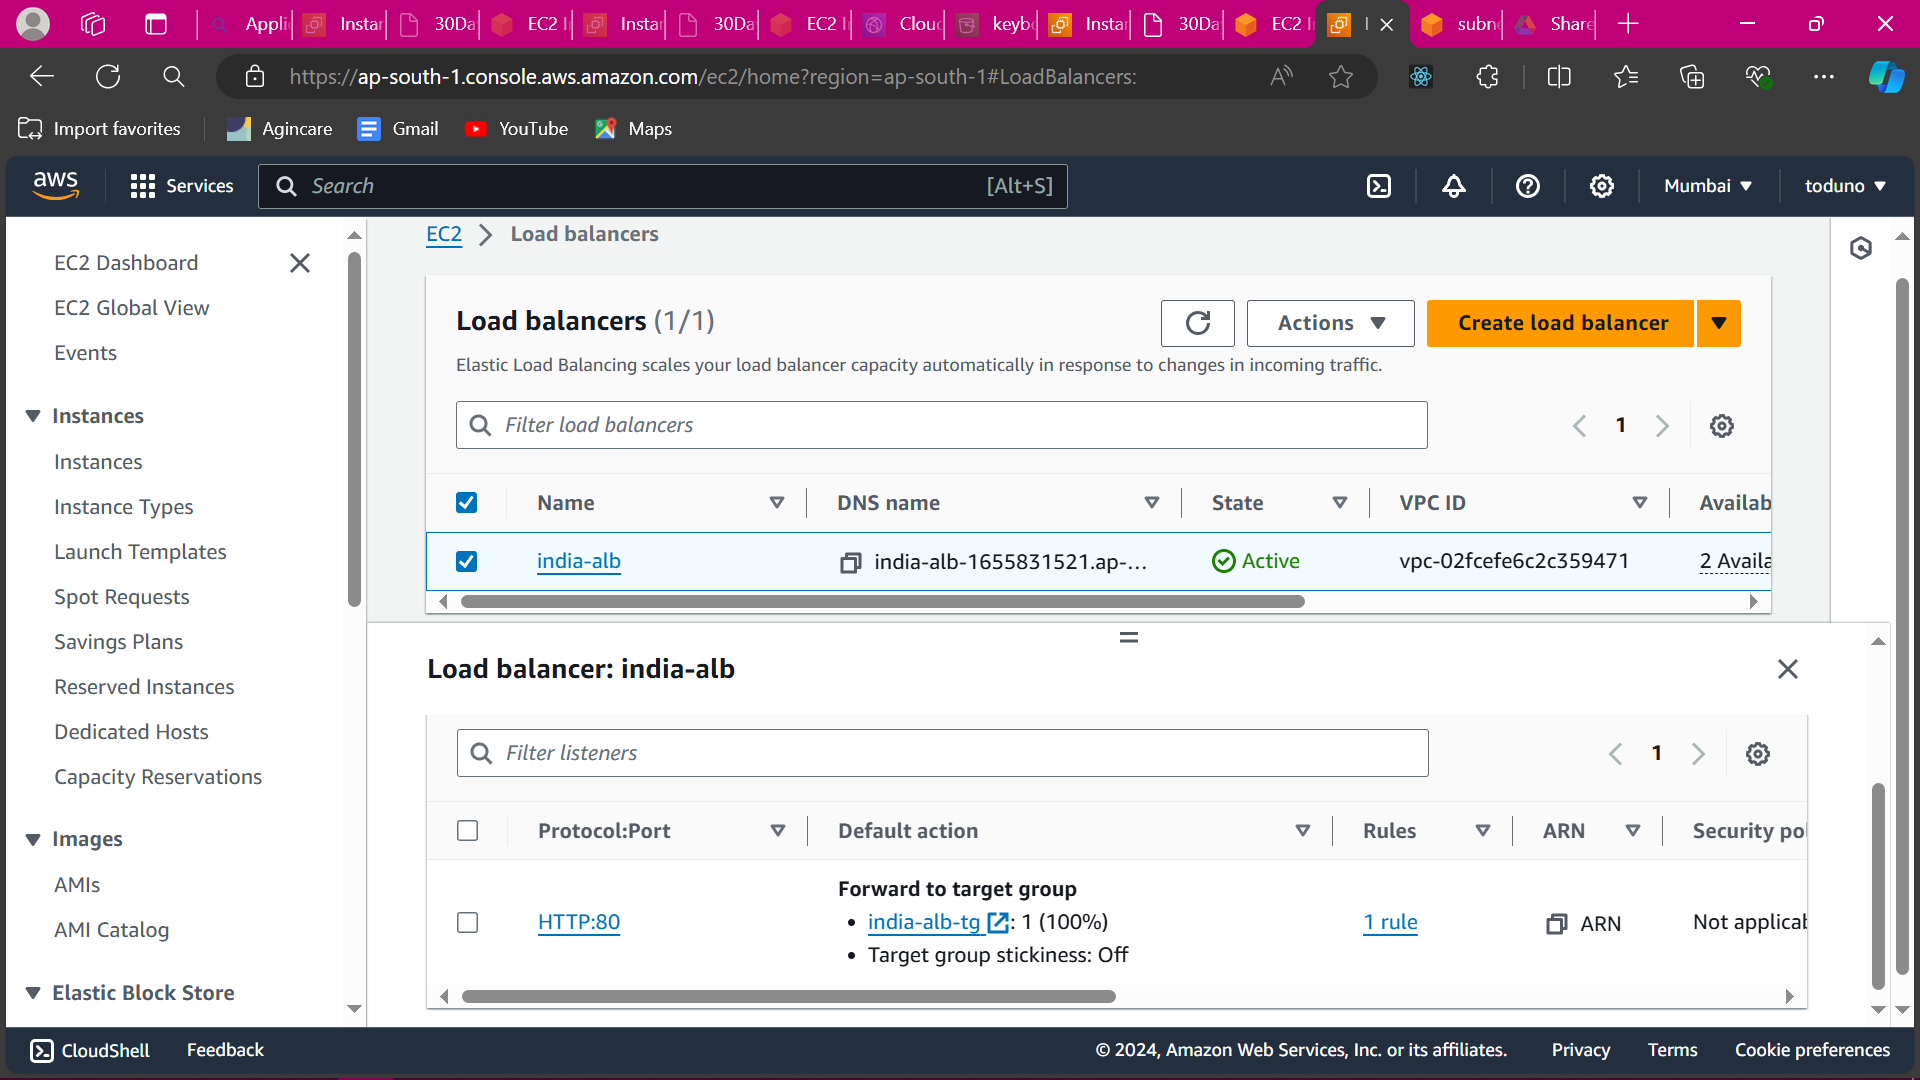 Appli
Instar
30Da
EC2 I
Instar
30Da
EC2 I
Cloud
keybo
Instar
30Da
EC2 I
subne
Share
https://ap-south-1.console.aws.amazon.com/ec2/home?region=ap-south-1#LoadBalancers:
Import favorites
Agincare
Gmail
YouTube
Maps
aws
Services
Search
[Alt+S]
Mumbai
toduno
EC2 Dashboard
EC2 Global View
Events
Instances
Instances
Instance Types
Launch Templates
Spot Requests
Savings Plans
Reserved Instances
Dedicated Hosts
Capacity Reservations
Images
AMIs
AMI Catalog
Elastic Block Store
EC2 Load balancers
Load balancers (1/1)
Actions
Create load balancer
Elastic Load Balancing scales your load balancer capacity automatically in response to changes in incoming traffic.
Filter load balancers
1
Name DNS name State VPC ID Availab
india-alb india-alb-1655831521.ap-... Active vpc-02fcefe6c2c359471 2 Availa
Load balancer: india-alb
Filter listeners
1
Protocol:Port Default action Rules ARN Security pol
Forward to target group
HTTP:80 • india-alb-tg : 1 (100%) 1 rule ARN Not applicab
• Target group stickiness: Off
CloudShell Feedback © 2024, Amazon Web Services, Inc. or its affiliates. Privacy Terms Cookie preferences